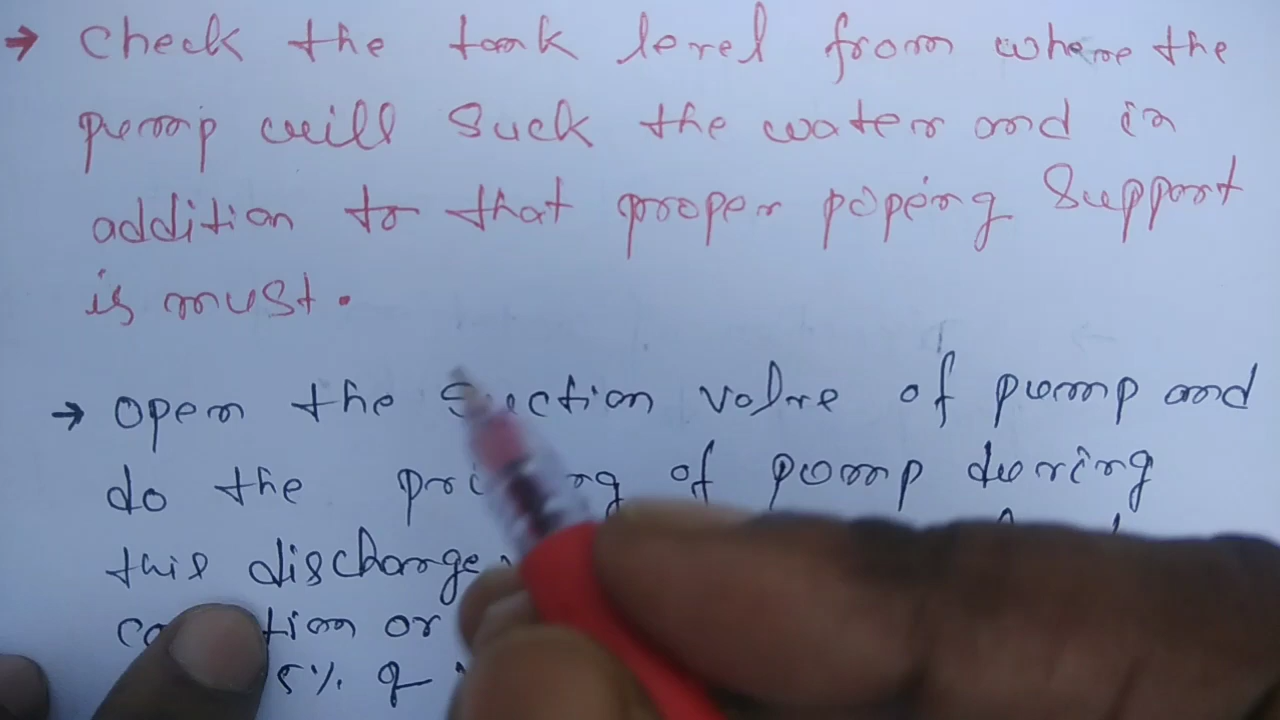 → Check the tank level from where the
pump will suck the water and in
addition to that proper piping support
is must.
→ Open the suction valve of pump and
do the of pump during
this discharge
or
5% of